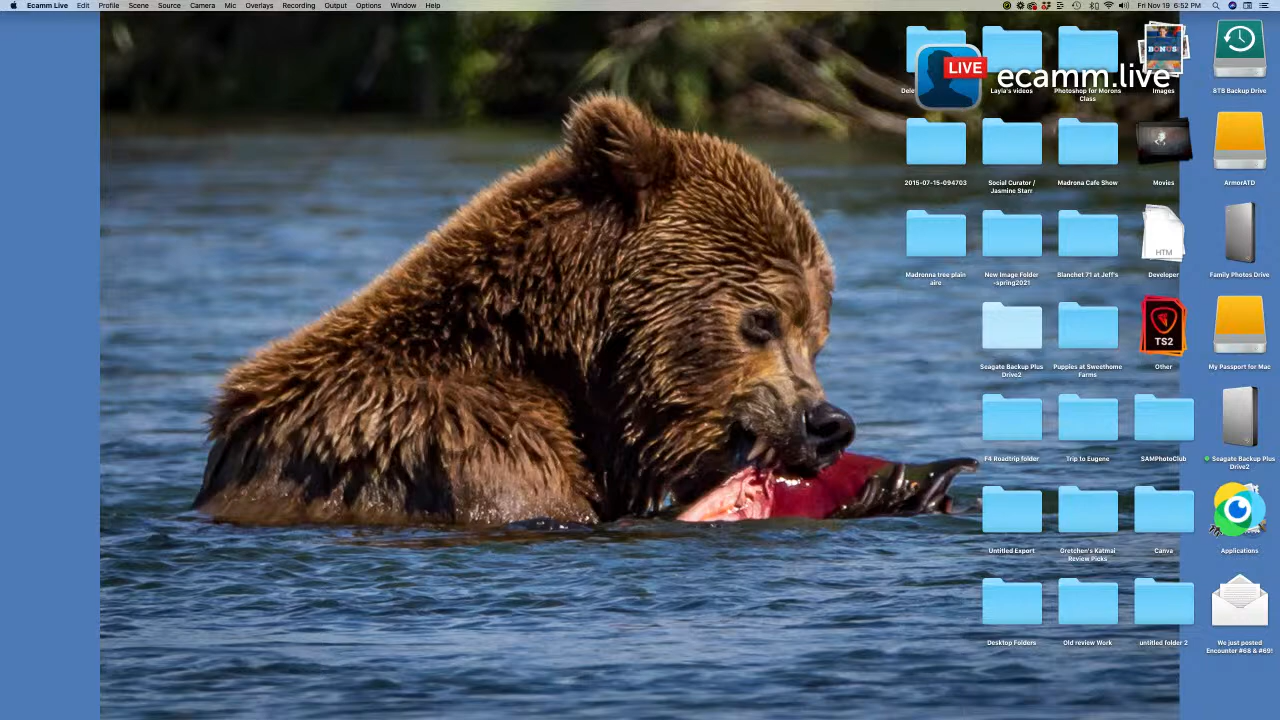 Ecamm Live Edit Profile Scene Source Camera Mic Overlays Recording Output Options Window Help
Fri Nov 19 6:52 PM
LIVE
ecamm.live
Dele
Layla's videos
Photoshop for Morons
Class
BONUS
Images
8TB Backup Drive
2015-07-15-094703
Social Curator /
Jasmine Starr
Madrona Cafe Show
Movies
ArmorATD
Madronna tree plain
aire
New Image Folder
-spring2021
Blanchet 71 at Jeff's
HTM
Developer
Family Photos Drive
Seagate Backup Plus
Drive2
Puppies at Sweethome
Farms
TS2
Other
My Passport for Mac
F4 Roadtrip folder
Trip to Eugene
SAMPhotoClub
Seagate Backup Plus
Drive2
Untitled Export
Gretchen's Katmai
Review Picks
Canva
Applications
Desktop Folders
Old review Work
untitled folder 2
We just posted
Encounter #68 & #69!